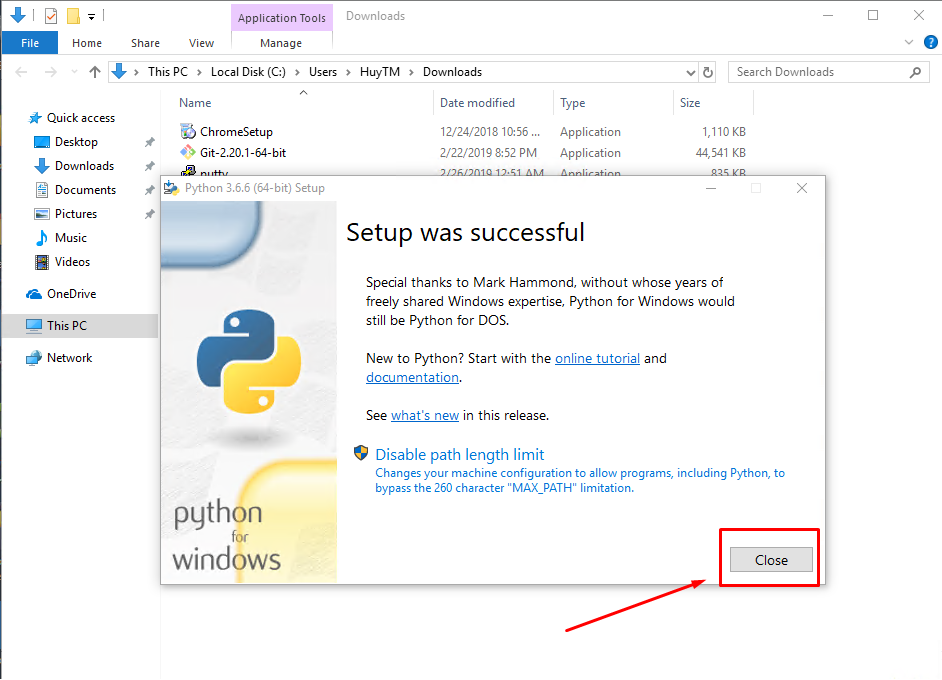 Application Tools Downloads
File Home Share View Manage
This PC Local Disk (C:) Users HuyTM Downloads Search Downloads
Name Date modified Type Size
Quick access
Desktop
Downloads
Documents
Pictures
Music
Videos
OneDrive
This PC
Network
ChromeSetup 12/24/2018 10:56 ... Application 1,110 KB
Git-2.20.1-64-bit 2/22/2019 8:52 PM Application 44,541 KB
putty 2/26/2019 12:51 AM Application 835 KB
Python 3.6.6 (64-bit) Setup
Setup was successful
Special thanks to Mark Hammond, without whose years of
freely shared Windows expertise, Python for Windows would
still be Python for DOS.
New to Python? Start with the online tutorial and
documentation.
See what's new in this release.
Disable path length limit
Changes your machine configuration to allow programs, including Python, to
bypass the 260 character "MAX_PATH" limitation.
python
for
windows
Close